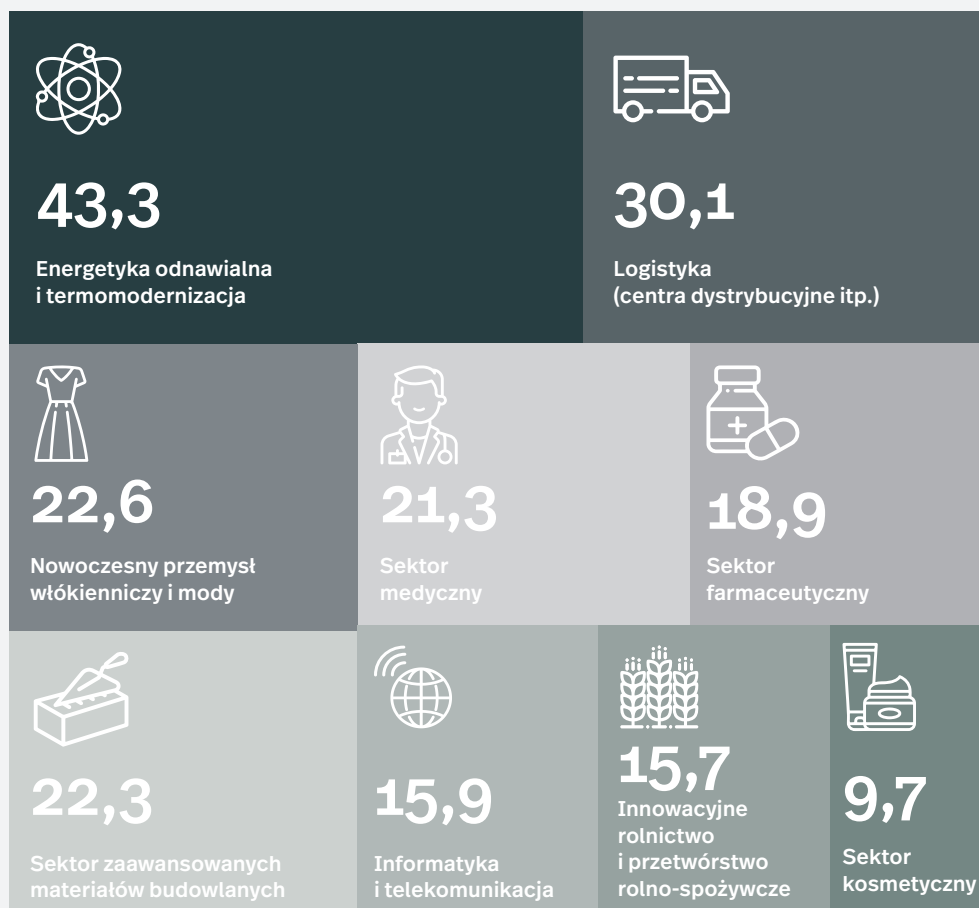 43,3
Energetyka odnawialna
i termomodernizacja
30,1
Logistyka
(centra dystrybucyjne itp.)
22,6
Nowoczesny przemysł
włókienniczy i mody
21,3
Sektor
medyczny
18,9
Sektor
farmaceutyczny
22,3
Sektor zaawansowanych
materiałów budowlanych
15,9
Informatyka
i telekomunikacja
15,7
Innowacyjne
rolnictwo
i przetwórstwo
rolno-spożywcze
9,7
Sektor
kosmetyczny